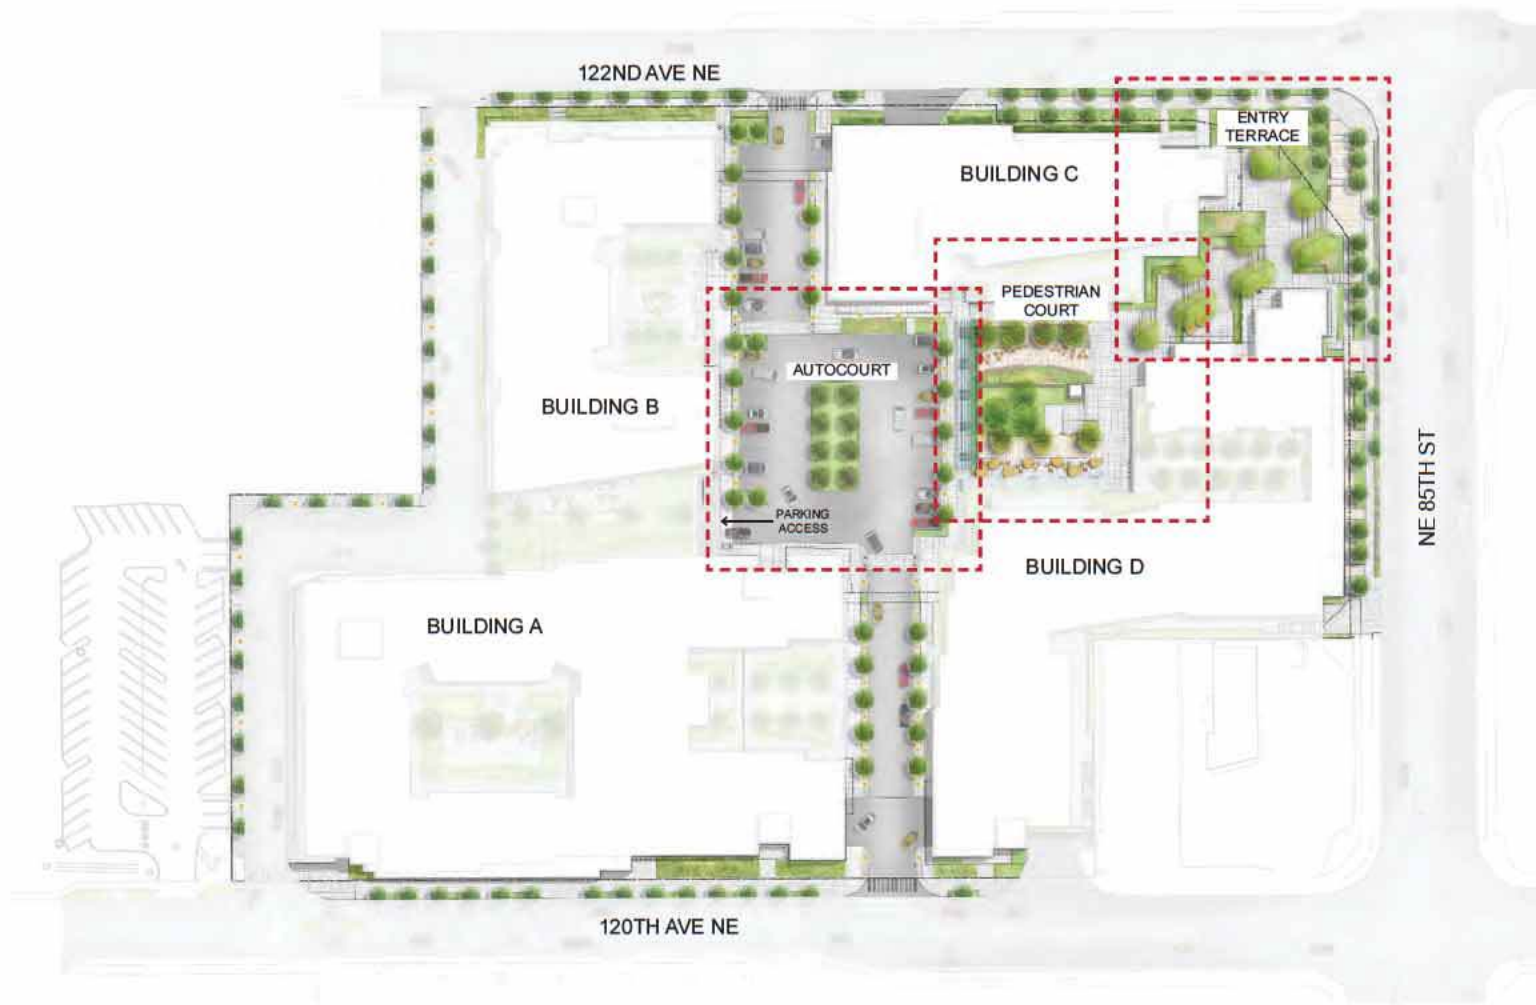 122ND AVE NE
ENTRY
TERRACE
BUILDING C
PEDESTRIAN
COURT
AUTOCOURT
BUILDING B
NE 85TH ST
PARKING
ACCESS
BUILDING D
BUILDING A
120TH AVE NE